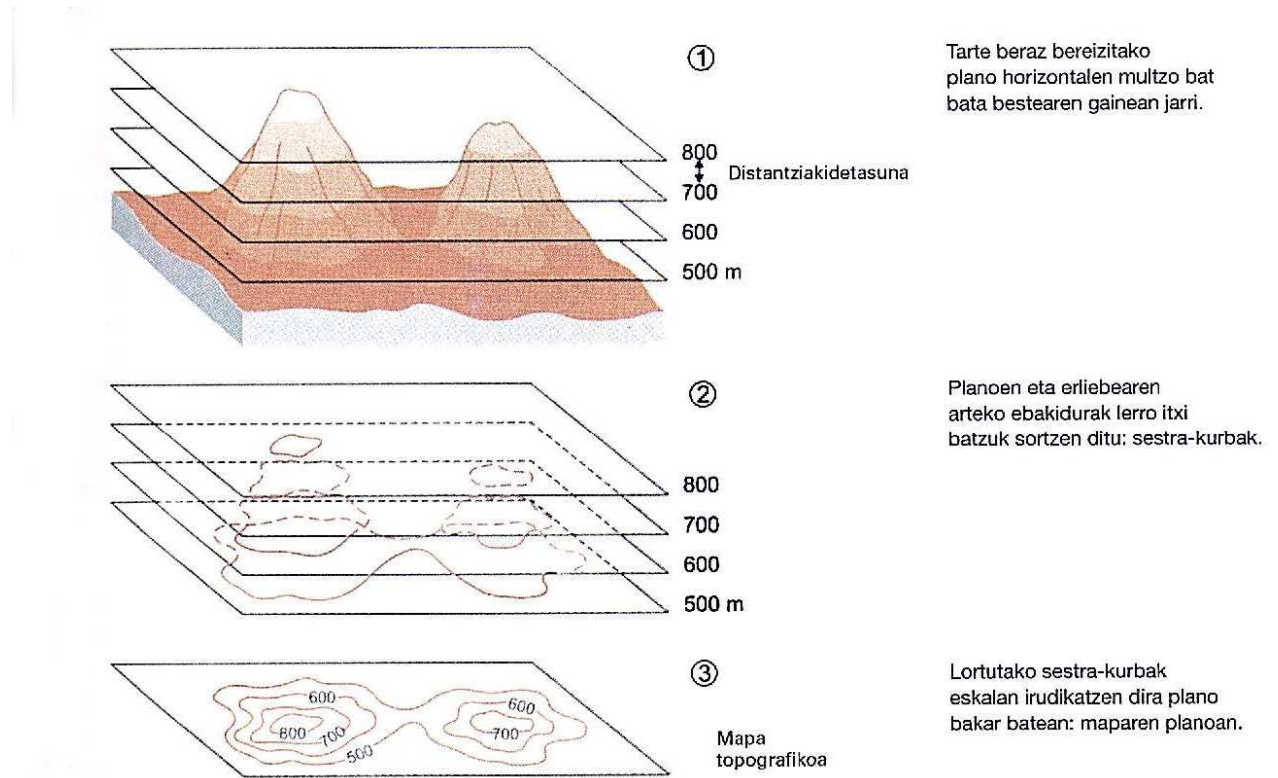 ①
Tarte beraz bereizitako
plano horizontalen multzo bat
bata bestearen gainean jarri.
800
Distantziakidetasuna
700
600
500 m
②
Planoen eta erliebearen
arteko ebakidurak lerro itxi
batzuk sortzen ditu: sestra-kurbak.
800
700
600
500 m
③
Lortutako sestra-kurbak
eskalan irudikatzen dira plano
bakar batean: maparen planoan.
600
800
700
500
600
700
Mapa
topografikoa